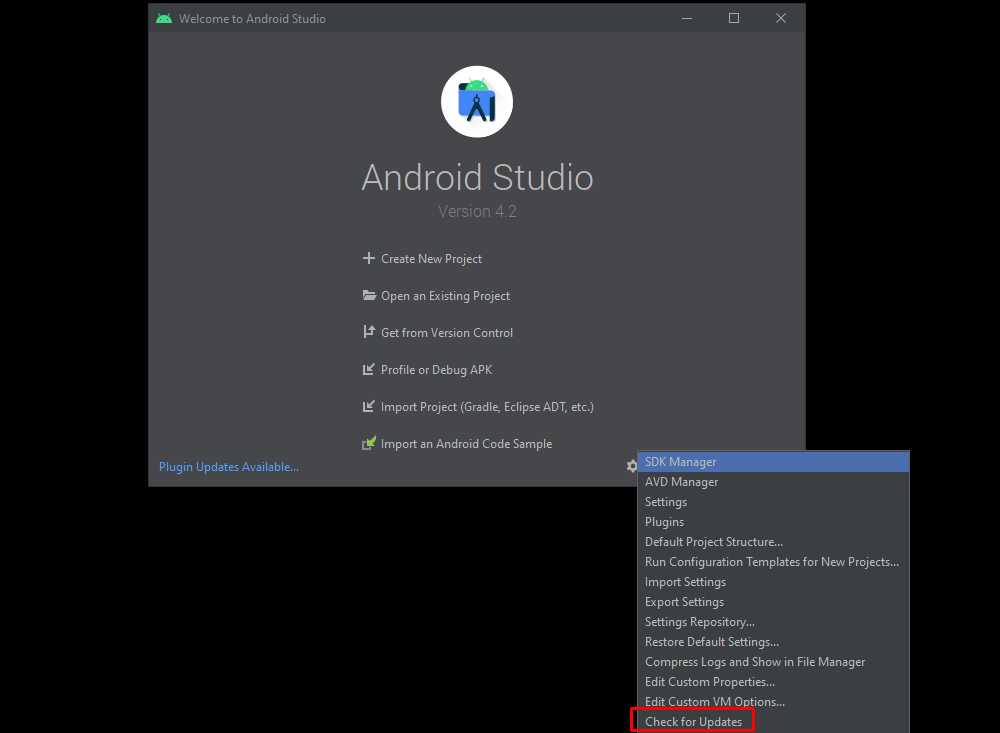 Welcome to Android Studio
Android Studio
Version 4.2
Create New Project
Open an Existing Project
Get from Version Control
Profile or Debug APK
Import Project (Gradle, Eclipse ADT, etc.)
Import an Android Code Sample
Plugin Updates Available...
SDK Manager
AVD Manager
Settings
Plugins
Default Project Structure...
Run Configuration Templates for New Projects...
Import Settings
Export Settings
Settings Repository...
Restore Default Settings...
Compress Logs and Show in File Manager
Edit Custom Properties...
Edit Custom VM Options...
Check for Updates